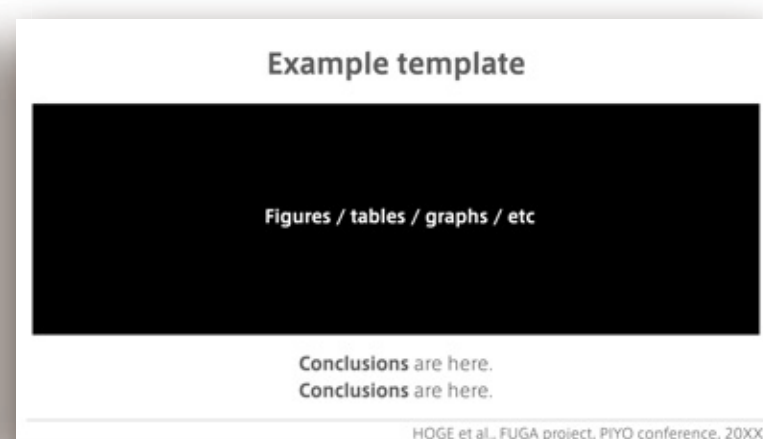 Example template
Figures / tables / graphs / etc
Conclusions are here.
Conclusions are here.
HOGE et al., FUGA project, PIYO conference, 20XX